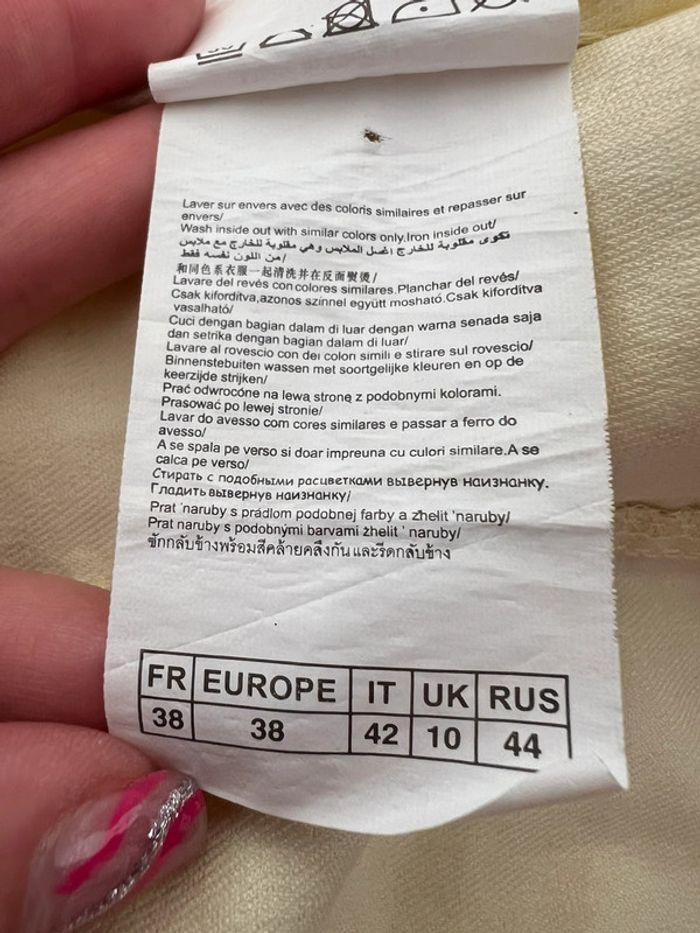 Laver sur envers avec des coloris similaires et repasser sur
envers/
Wash inside out with similar colors only.Iron inside out/
تكوى مقلوبة للخارج اغسل الملابس وهي مقلوبة للخارج مع ملابس
من اللون نفسه فقط/
和同色系衣服一起清洗并在反面熨烫/
Lavare del revés con colores similares.Planchar del revés/
Csak kifordítva,azonos színnel együtt mosható.Csak kifordítva
vasalható/
Cuci dengan bagian dalam di luar dengan warna senada saja
dan setrika dengan bagian dalam di luar/
Lavare al rovescio con dei colon simili e stirare sul rovescio/
Binnenstebuiten wassen met soortgelijke kleuren en op de
keerzijde strijken/
Prać odwrocóne na lewą stronę z podobnymi kolorami.
Prasować po lewej stronie/
Lavar do avesso com cores similares e passar a ferro do
avesso/
A se spala pe verso si doar impreuna cu culori similare.A se
calca pe verso/
Стирать с подобными расцветками вывернув наизнанку.
Гладить вывернув наизнанку/
Prat 'naruby s prádlom podobnej farby a zhelit 'naruby/
Prat naruby s podobnými barvami žhelit ' naruby/
ซักกลับข้างพร้อมสีคล้ายคลึงกัน และรีดกลับข้าง
FR EUROPE IT UK RUS
38 38 42 10 44